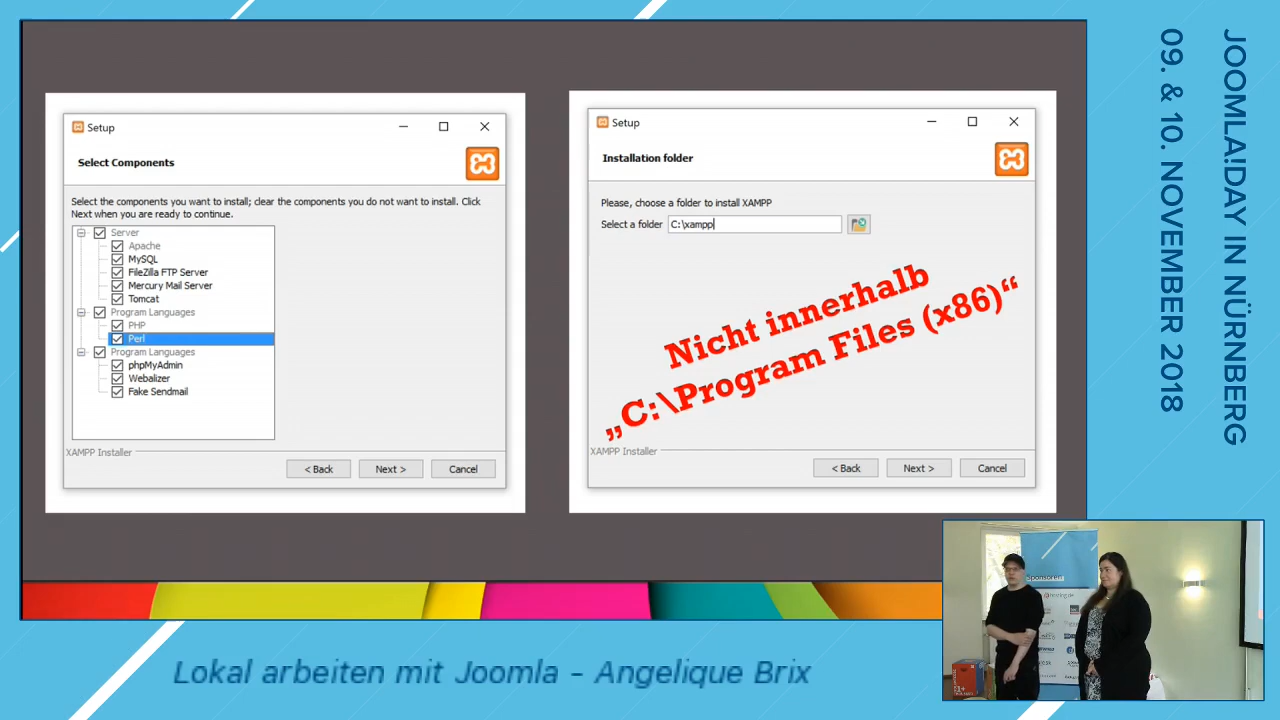 Setup
Select Components
Select the components you want to install; clear the components you do not want to install. Click
Next when you are ready to continue.
Server
Apache
MySQL
FileZilla FTP Server
Mercury Mail Server
Tomcat
Program Languages
PHP
Perl
Program Languages
phpMyAdmin
Webalizer
Fake Sendmail
XAMPP Installer
< Back
Next >
Cancel
Setup
Installation folder
Please, choose a folder to install XAMPP
Select a folder
C:\xampp
Nicht innerhalb
„C:\Program Files (x86)“
XAMPP Installer
< Back
Next >
Cancel
JOOMLA!DAY IN NÜRNBERG
09. & 10. NOVEMBER 2018
Lokal arbeiten mit Joomla - Angelique Brix